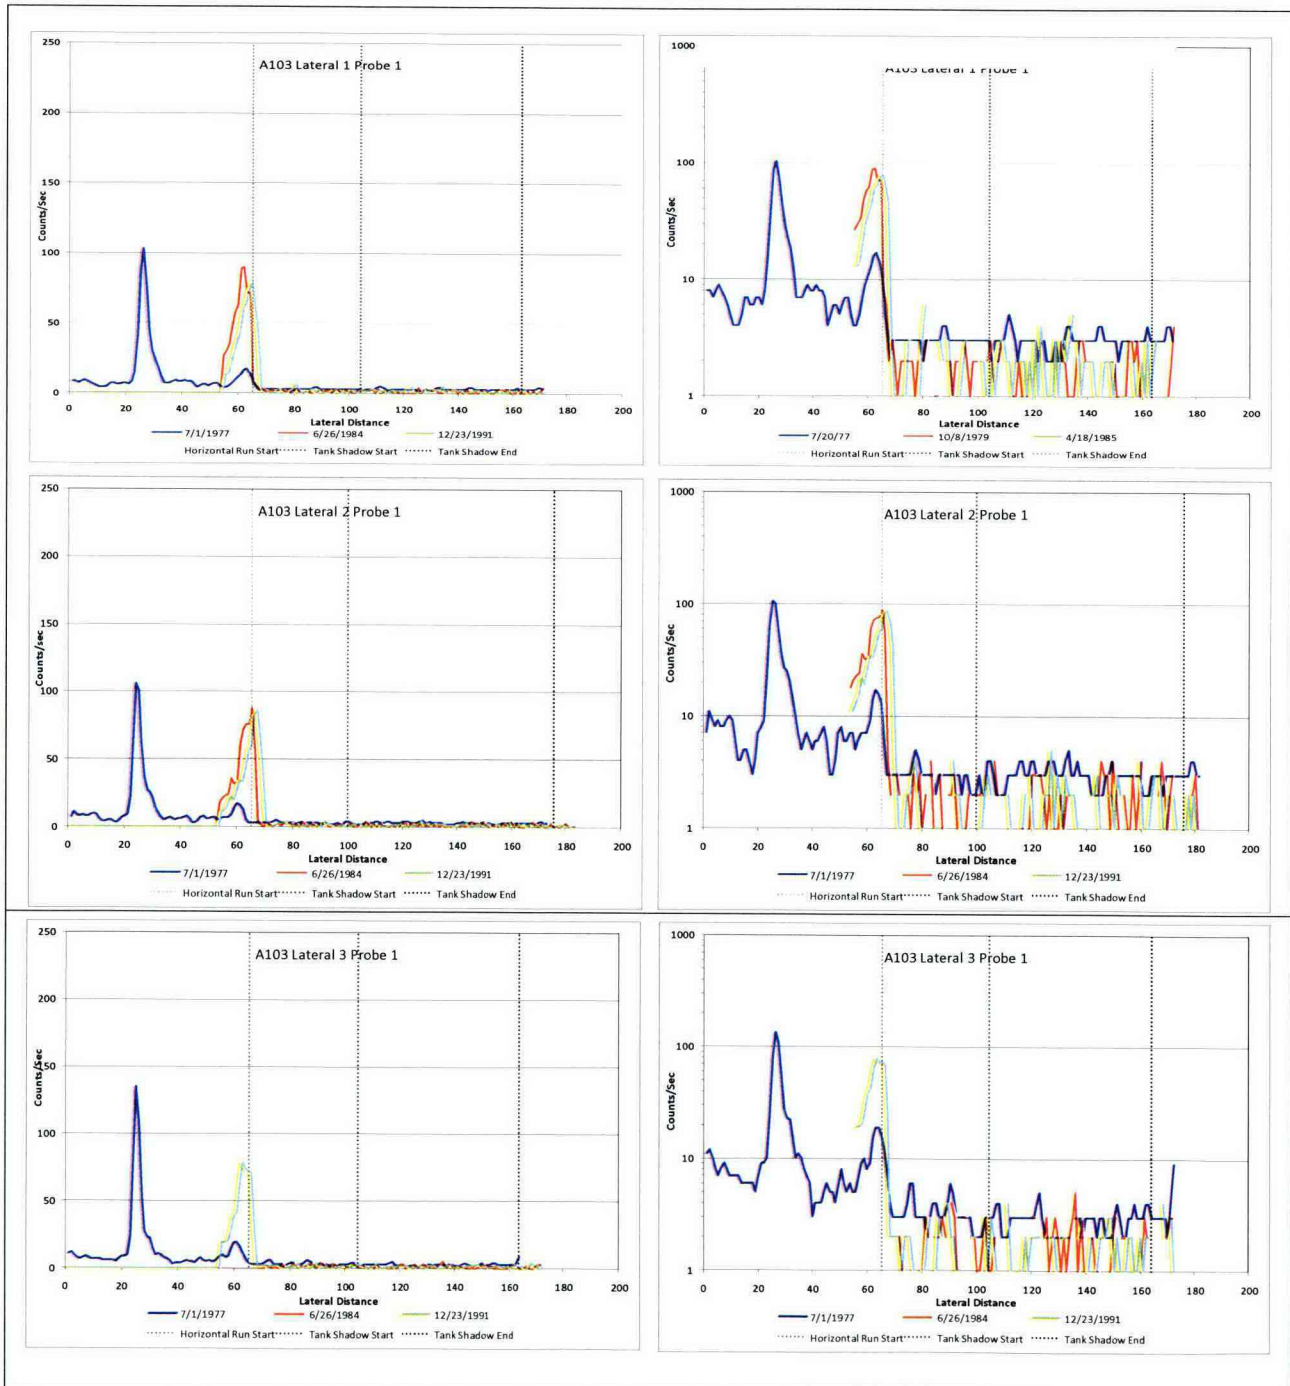 A103 Lateral 1 Probe 1
250
200
150
100
50
0
Counts/Sec
0 20 40 60 80 100 120 140 160 180 200
Lateral Distance
7/1/1977 6/26/1984 12/23/1991
Horizontal Run Start Tank Shadow Start Tank Shadow End
A103 Lateral 1 Probe 1
1000
100
10
1
Counts/Sec
0 20 40 60 80 100 120 140 160 180 200
Lateral Distance
7/20/77 10/8/1979 4/18/1985
Horizontal Run Start Tank Shadow Start Tank Shadow End
A103 Lateral 2 Probe 1
250
200
150
100
50
0
Counts/sec
0 20 40 60 80 100 120 140 160 180 200
Lateral Distance
7/1/1977 6/26/1984 12/23/1991
Horizontal Run Start Tank Shadow Start Tank Shadow End
A103 Lateral 2 Probe 1
1000
100
10
1
Counts/Sec
0 20 40 60 80 100 120 140 160 180 200
Lateral Distance
7/1/1977 6/26/1984 12/23/1991
Horizontal Run Start Tank Shadow Start Tank Shadow End
A103 Lateral 3 Probe 1
250
200
150
100
50
0
Counts/Sec
0 20 40 60 80 100 120 140 160 180 200
Lateral Distance
7/1/1977 6/26/1984 12/23/1991
Horizontal Run Start Tank Shadow Start Tank Shadow End
A103 Lateral 3 Probe 1
1000
100
10
1
Counts/Sec
0 20 40 60 80 100 120 140 160 180 200
Lateral Distance
7/1/1977 6/26/1984 12/23/1991
Horizontal Run Start Tank Shadow Start Tank Shadow End